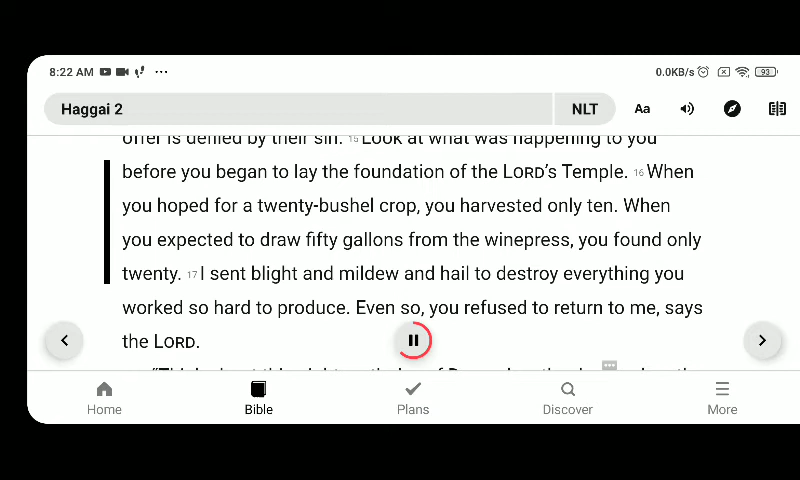 8:22 AM ... 0.0KB/s 93
Haggai 2 NLT Aa
offer is defiled by their sin. 15 Look at what was happening to you
before you began to lay the foundation of the LORD's Temple. 16 When
you hoped for a twenty-bushel crop, you harvested only ten. When
you expected to draw fifty gallons from the winepress, you found only
twenty. 17 I sent blight and mildew and hail to destroy everything you
worked so hard to produce. Even so, you refused to return to me, says
the LORD.
Home Bible Plans Discover More